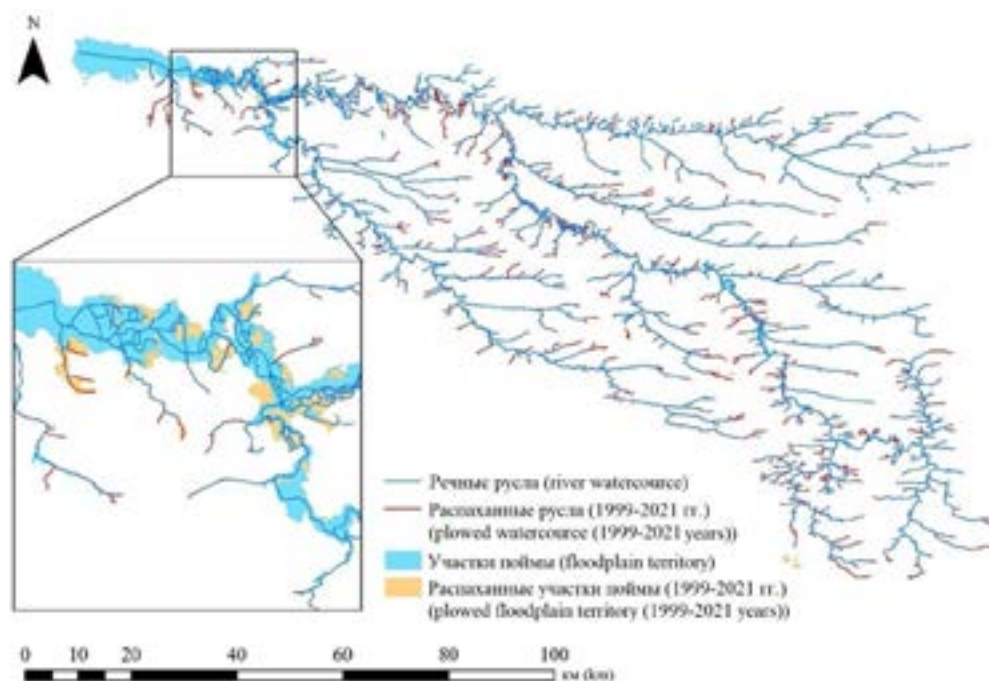 N
Речные русла (river watercource)
Распаханные русла (1999-2021 гг.)
(plowed watercource (1999-2021 years))
Участки поймы (floodplain territory)
Распаханные участки поймы (1999-2021 гг.)
(plowed floodplain territory (1999-2021 years))
0 10 20 40 60 80 100
км (km)